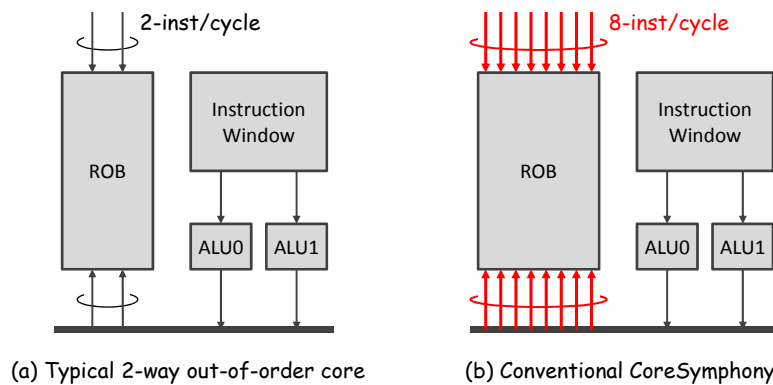 2-inst/cycle
ROB
Instruction
Window
ALU0
ALU1
(a) Typical 2-way out-of-order core
8-inst/cycle
ROB
Instruction
Window
ALU0
ALU1
(b) Conventional CoreSymphony